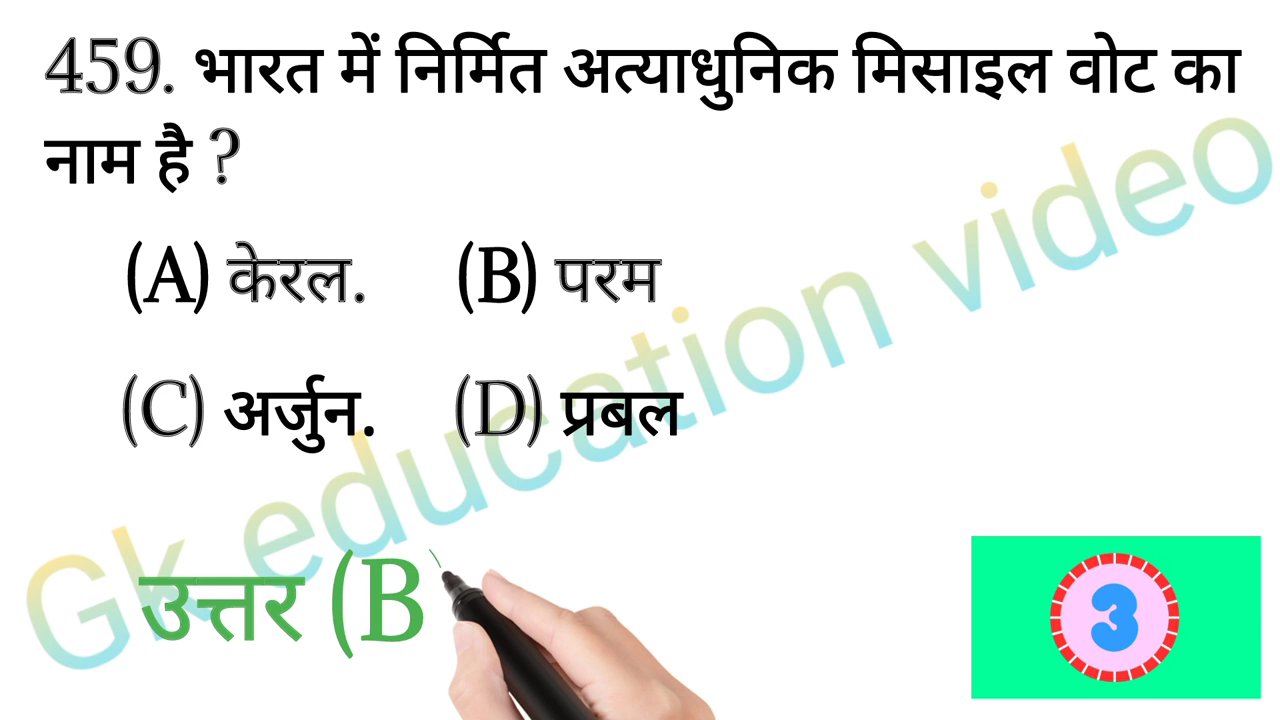 459. भारत में निर्मित अत्याधुनिक मिसाइल वोट का
नाम है ?
(A) केरल. (B) परम
(C) अर्जुन. (D) प्रबल
Gk education video
उत्तर (B
3